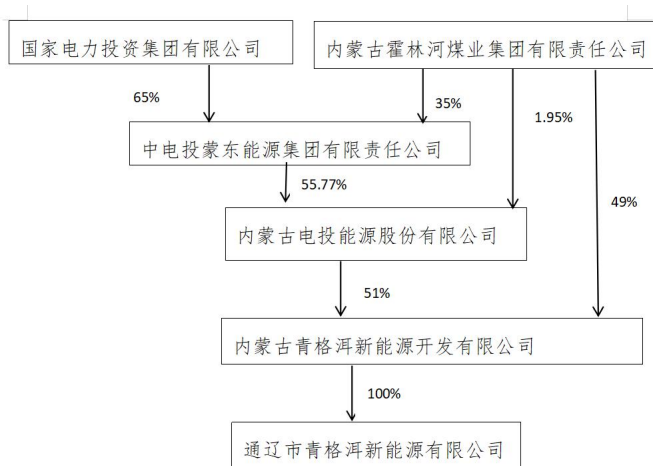 国家电力投资集团有限公司
内蒙古霍林河煤业集团有限责任公司
65%
35%
1.95%
中电投蒙东能源集团有限责任公司
55.77%
49%
内蒙古电投能源股份有限公司
51%
内蒙古青格洱新能源开发有限公司
100%
通辽市青格洱新能源有限公司